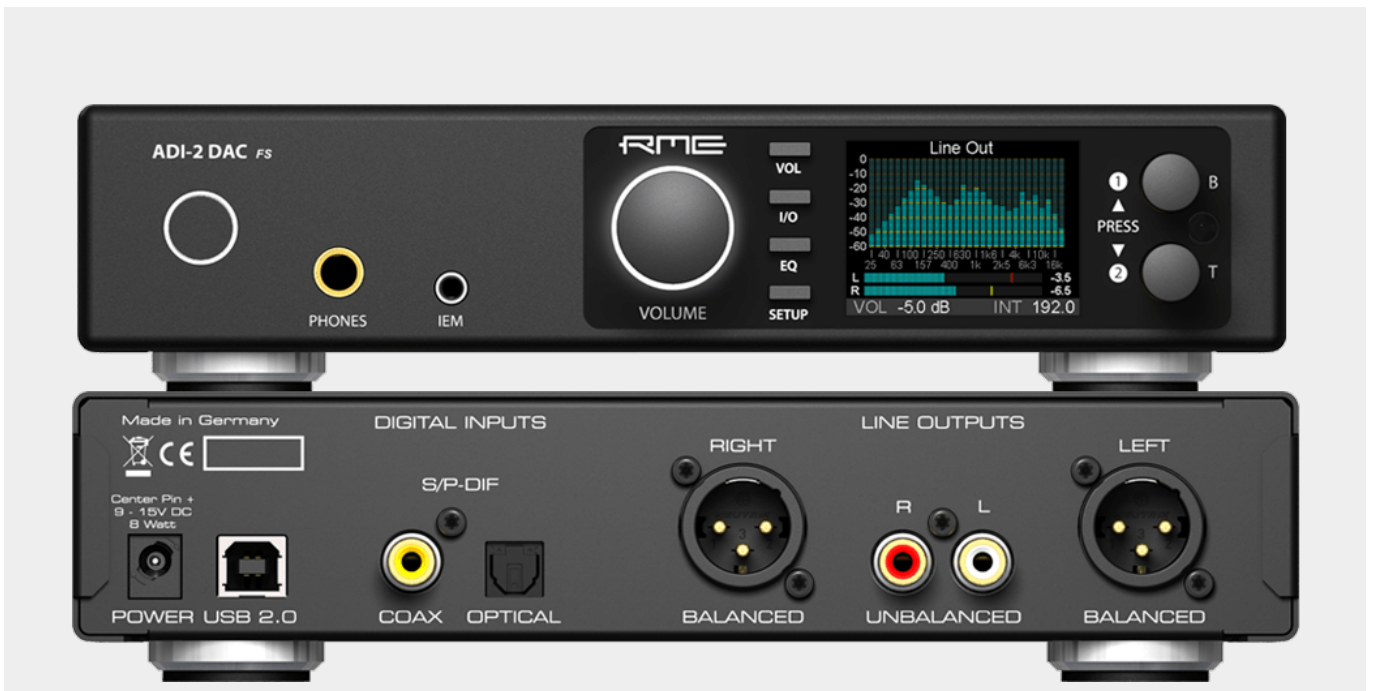 RME
ADI-2 DAC FS
PHONES
IEM
VOLUME
VOL
I/O
EQ
SETUP
Line Out
0
-10
-20
-30
-40
-50
-60
40 100 250 630 1k6 4k 10k
25 63 157 400 1k 2k5 6k3 16k
L -3.5
R -6.5
VOL -5.0 dB INT 192.0
1
PRESS
2
B
T
Made in Germany
CE
Center Pin +
9 - 15V DC
8 Watt
POWER
USB 2.0
DIGITAL INPUTS
S/P-DIF
COAX
OPTICAL
LINE OUTPUTS
RIGHT
BALANCED
R L
UNBALANCED
LEFT
BALANCED